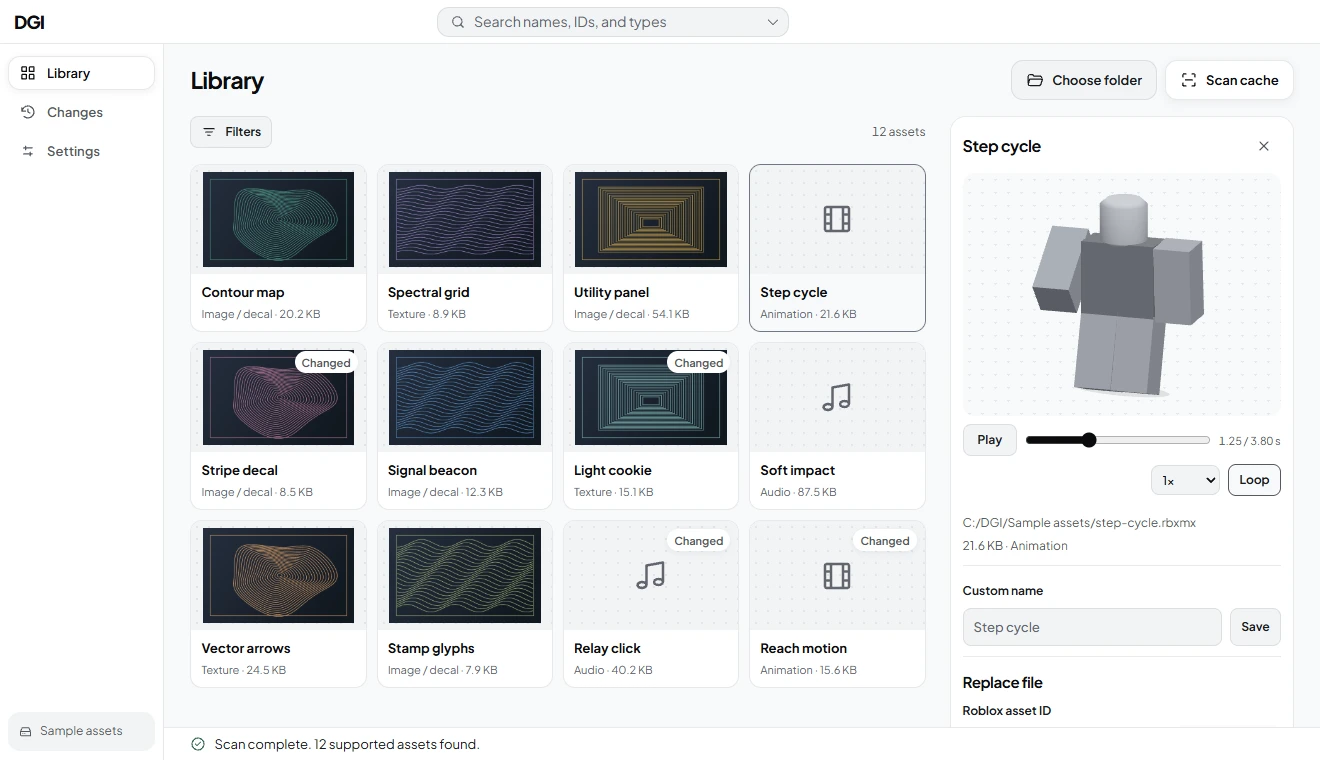 DGI
Search names, IDs, and types
Library
Changes
Settings
Sample assets
Library
Choose folder
Scan cache
Filters
12 assets
Contour map
Image / decal · 20.2 KB
Spectral grid
Texture · 8.9 KB
Utility panel
Image / decal · 54.1 KB
Step cycle
Animation · 21.6 KB
Changed
Stripe decal
Image / decal · 8.5 KB
Signal beacon
Image / decal · 12.3 KB
Changed
Light cookie
Texture · 15.1 KB
Soft impact
Audio · 87.5 KB
Vector arrows
Texture · 24.5 KB
Stamp glyphs
Image / decal · 7.9 KB
Changed
Relay click
Audio · 40.2 KB
Changed
Reach motion
Animation · 15.6 KB
Step cycle
Play
1.25 / 3.80 s
1×
Loop
C:/DGI/Sample assets/step-cycle.rbxmx
21.6 KB · Animation
Custom name
Step cycle
Save
Replace file
Roblox asset ID
Scan complete. 12 supported assets found.